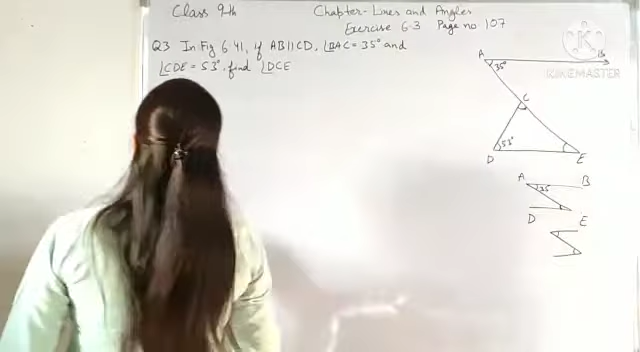 Class 9th Chapter- Lines and Angles
Exercise 6.3 Page no 107
Q3 In Fig 6.41, if AB||CD, ∠BAC = 35° and
∠CDE = 53°, find ∠DCE
A B
35°
KINEMASTER
C
53°
D E
A 35 B
D E